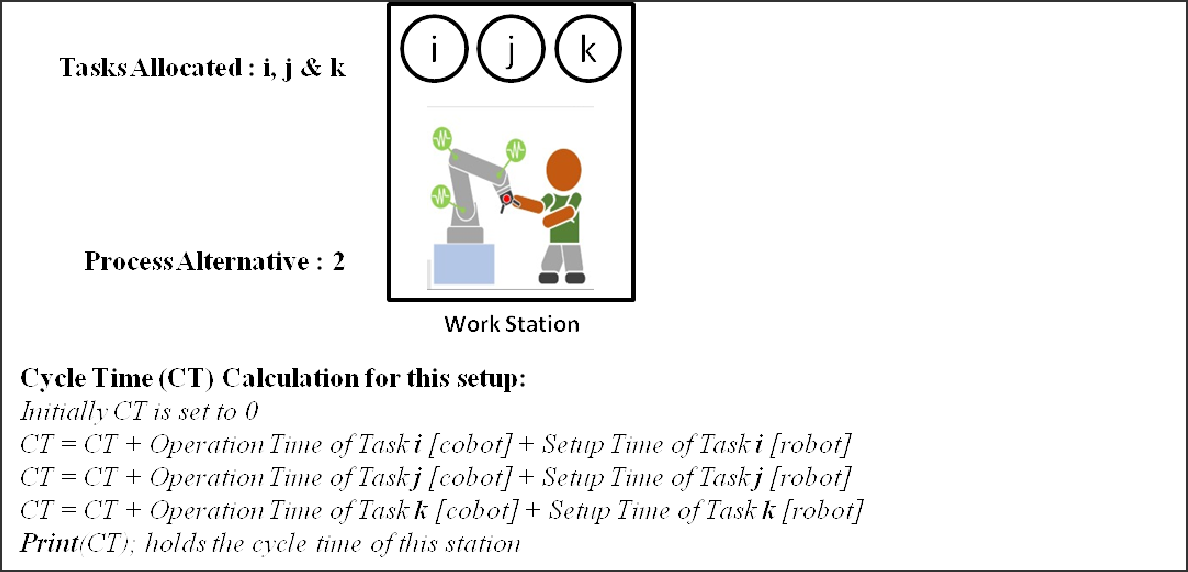 i j k
Tasks Allocated : i, j & k
Process Alternative : 2
Work Station
Cycle Time (CT) Calculation for this setup:
Initially CT is set to 0
CT = CT + Operation Time of Task i [cobot] + Setup Time of Task i [robot]
CT = CT + Operation Time of Task j [cobot] + Setup Time of Task j [robot]
CT = CT + Operation Time of Task k [cobot] + Setup Time of Task k [robot]
Print(CT); holds the cycle time of this station